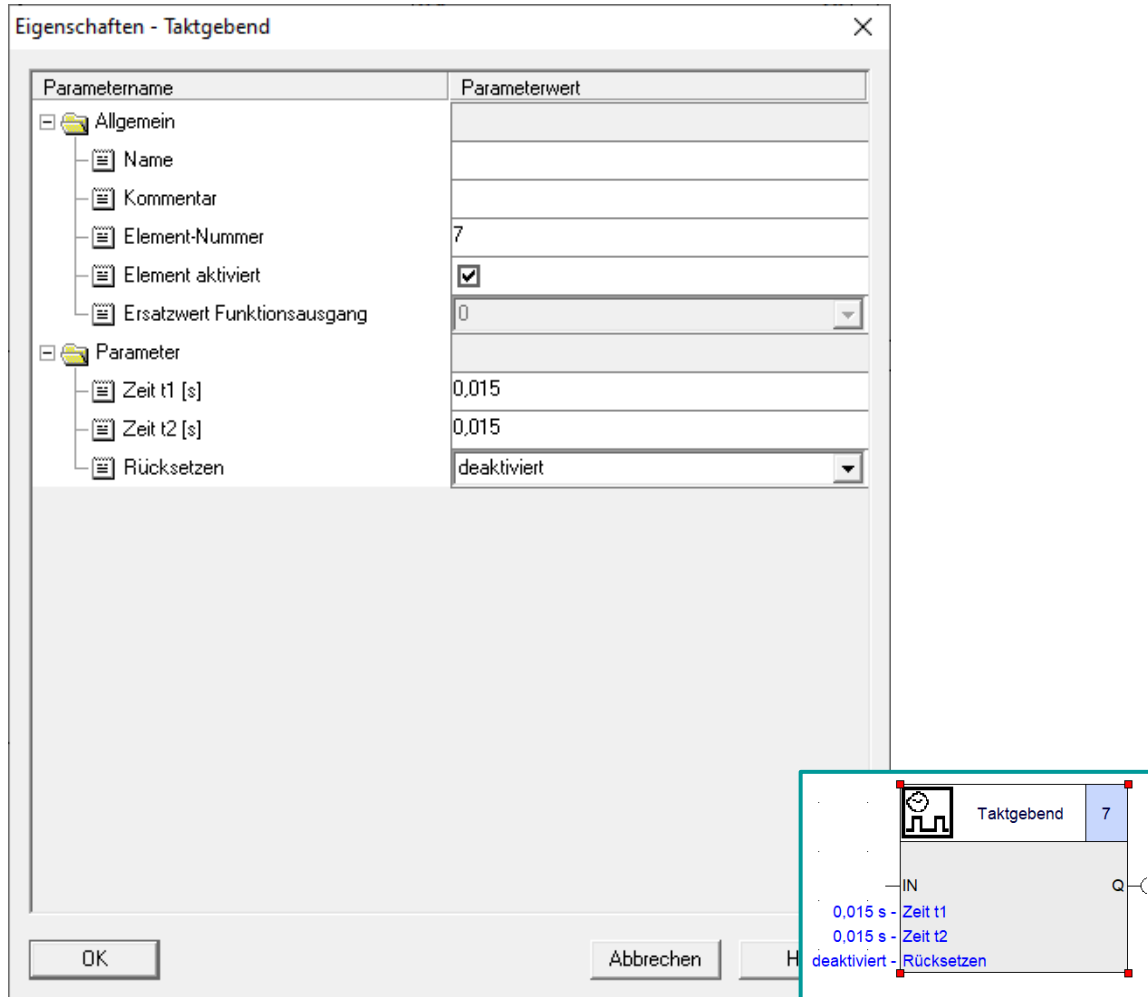 Eigenschaften - Taktgebend
Parametername Parameterwert
Allgemein
Name
Kommentar
Element-Nummer 7
Element aktiviert
Ersatzwert Funktionsausgang 0
Parameter
Zeit t1 [s] 0,015
Zeit t2 [s] 0,015
Rücksetzen deaktiviert
OK Abbrechen H
Taktgebend 7
IN Q
0,015 s - Zeit t1
0,015 s - Zeit t2
deaktiviert - Rücksetzen